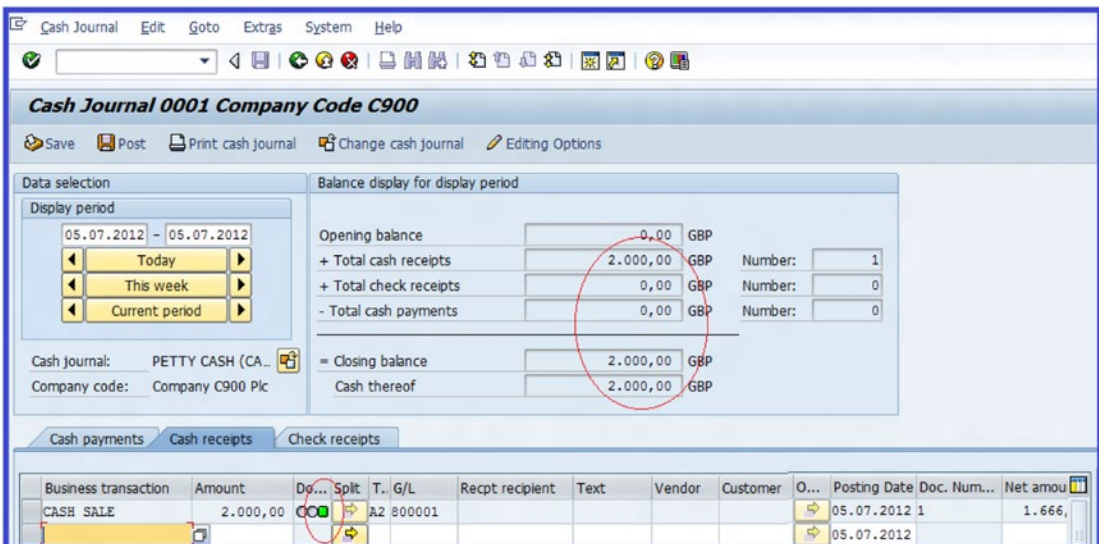 Cash Journal Edit Goto Extras System Help
Cash Journal 0001 Company Code C900
Save Post Print cash journal Change cash journal Editing Options
Data selection
Balance display for display period
Display period
05.07.2012 - 05.07.2012
Opening balance 0,00 GBP
Today
+ Total cash receipts 2.000,00 GBP Number: 1
This week
+ Total check receipts 0,00 GBP Number: 0
Current period
- Total cash payments 0,00 GBP Number: 0
Cash journal: PETTY CASH (CA..
= Closing balance 2.000,00 GBP
Company code: Company C900 Plc
Cash thereof 2.000,00 GBP
Cash payments Cash receipts Check receipts
Business transaction Amount Do... Split T.. G/L Recpt recipient Text Vendor Customer O... Posting Date Doc. Num... Net amou
CASH SALE 2.000,00 A2 800001 05.07.2012 1 1.666,
05.07.2012